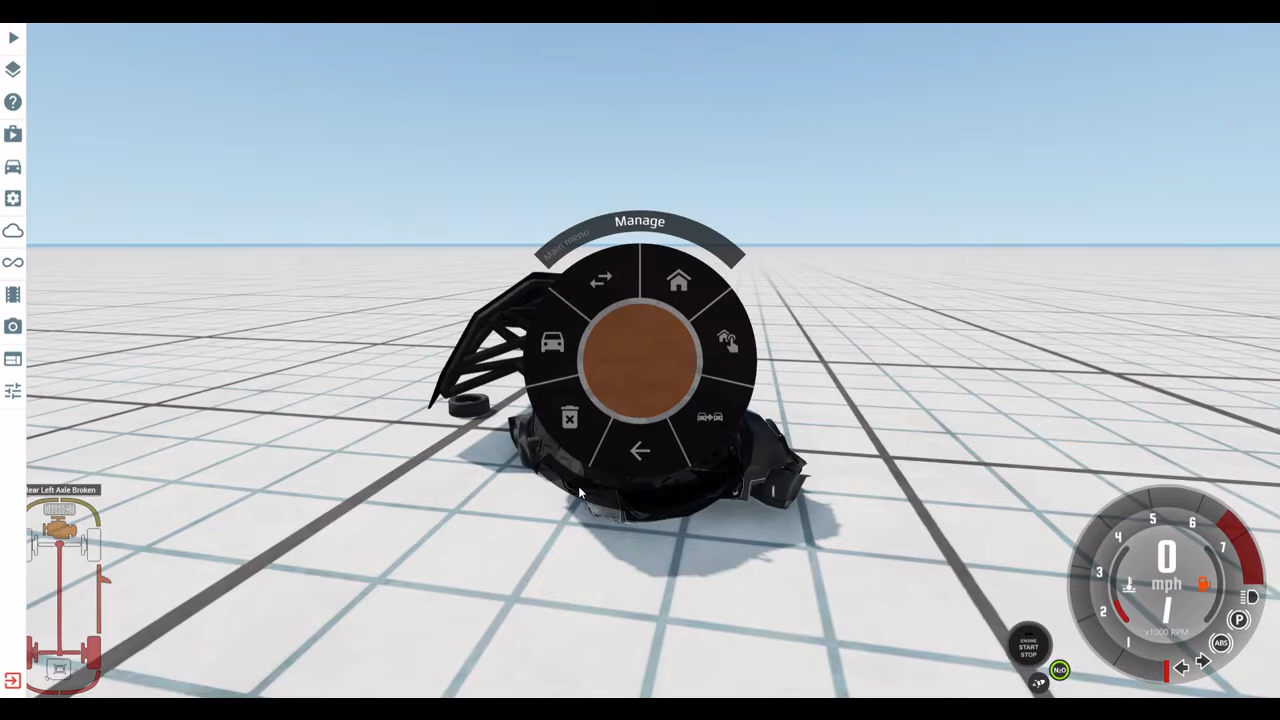 Manage
Main menu
ear Left Axle Broken
5
4
6
3
7
2
1
0
mph
x1000 RPM
P
ABS
ENGINE
START
STOP
N2O